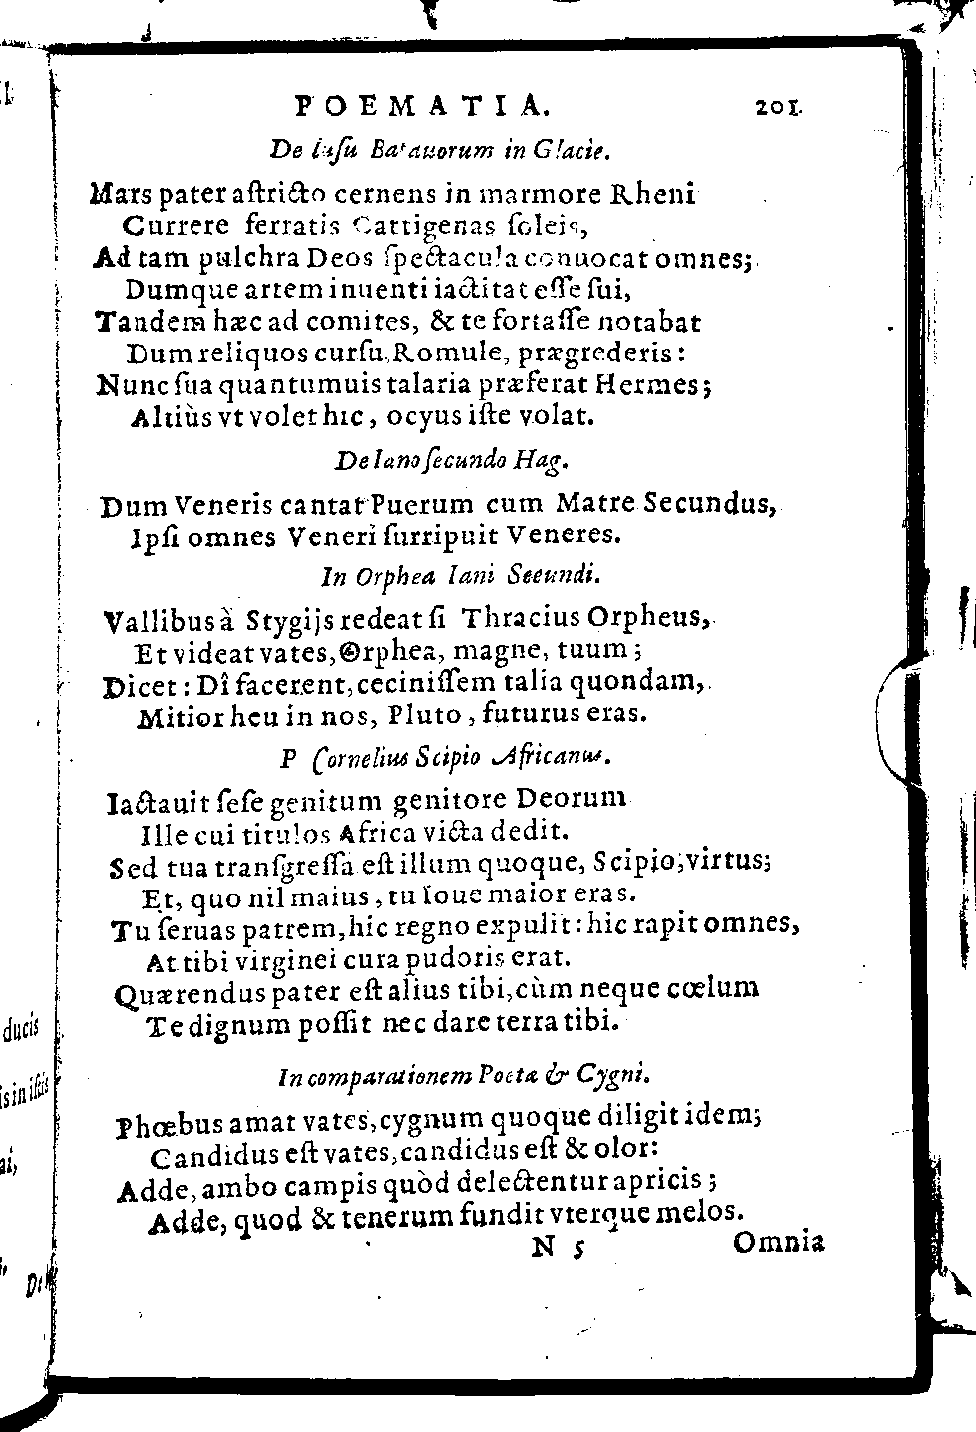 POEMATIA. 201.
De luſu Batauorum in Glacie.
Mars pater aſtricto cernens in marmore Rheni
Currere ferratis Cattigenas ſoleis,
Ad tam pulchra Deos ſpectacula conuocat omnes;
Dumque artem inuenti iactitat eſſe ſui,
Tandem hæc ad comites, & te fortaſſe notabat
Dum reliquos curſu, Romule, prægrederis:
Nunc ſua quantumuis talaria præferat Hermes;
Altiùs vt volet hic, ocyus iſte volat.
De Iano ſecundo Hag.
Dum Veneris cantat Puerum cum Matre Secundus,
Ipſi omnes Veneri ſurripuit Veneres.
In Orphea Iani Seeundi.
Vallibus à Stygijs redeat ſi Thracius Orpheus,
Et videat vates, Orphea, magne, tuum;
Dicet: Dî facerent, ceciniſſem talia quondam,
Mitior heu in nos, Pluto, futurus eras.
P Cornelius Scipio Africanus.
Iactauit ſeſe genitum genitore Deorum
Ille cui titulos Africa victa dedit.
Sed tua tranſgreſſa eſt illum quoque, Scipio, virtus;
Et, quo nil maius, tu Ioue maior eras.
Tu ſeruas patrem, hic regno expulit: hic rapit omnes,
At tibi virginei cura pudoris erat.
Quærendus pater eſt alius tibi, cùm neque cœlum
Te dignum poſſit nec dare terra tibi.
In comparationem Poetæ & Cygni.
Phœbus amat vates, cygnum quoque diligit idem;
Candidus eſt vates, candidus eſt & olor:
Adde, ambo campis quòd delectentur apricis;
Adde, quod & tenerum fundit vterque melos.
N 5 Omnia
ducis